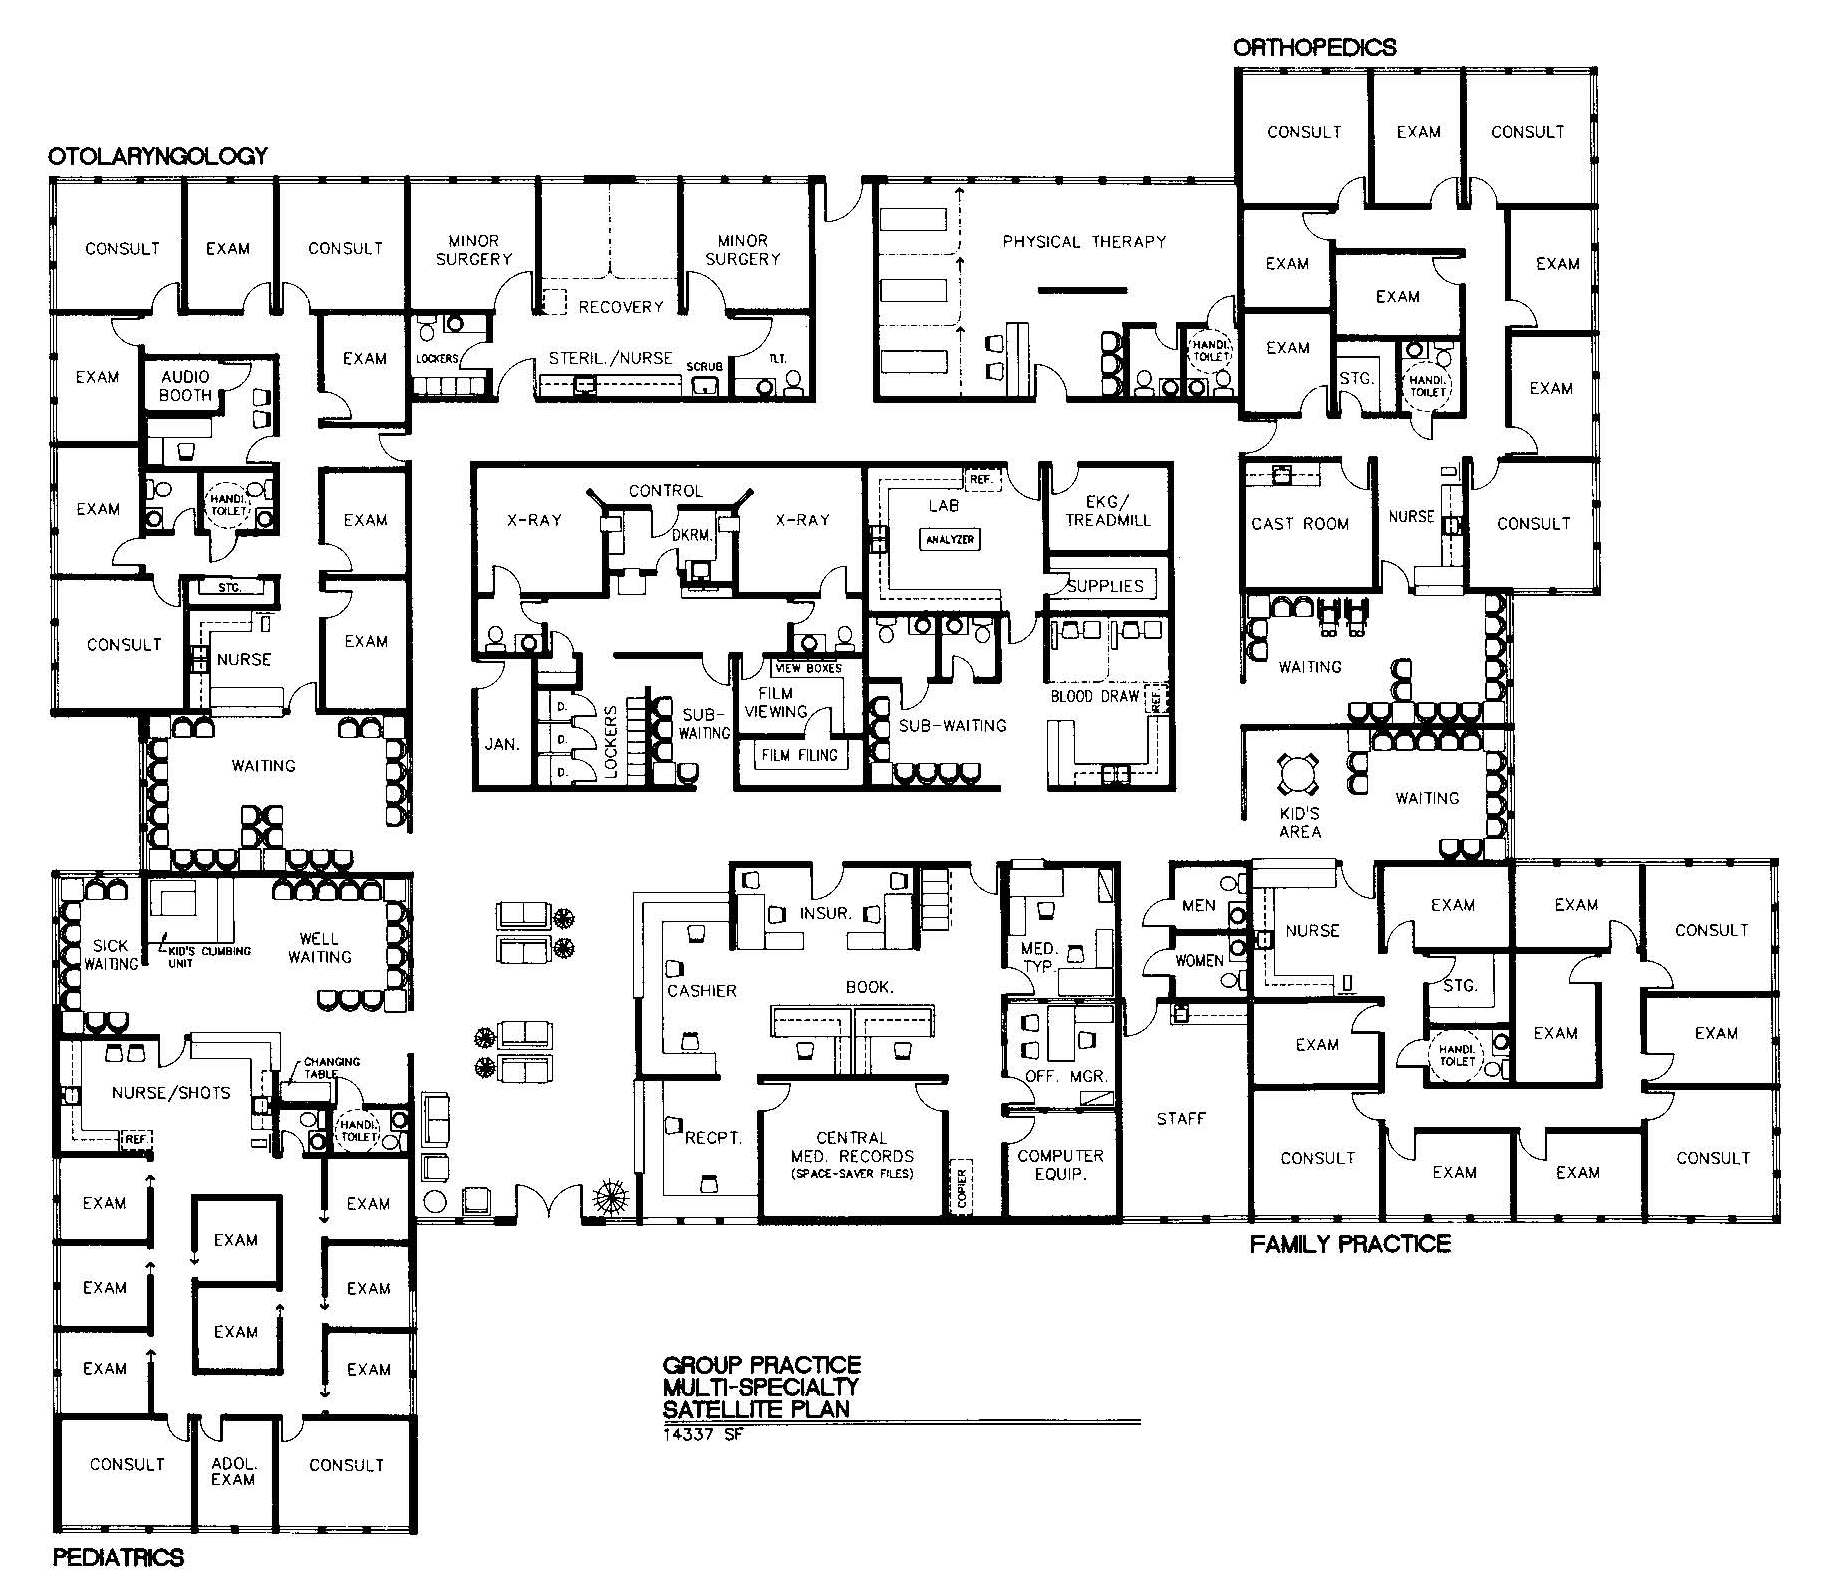 ORTHOPEDICS
CONSULT
EXAM
CONSULT
OTOLARYNGOLOGY
CONSULT
EXAM
CONSULT
MINOR
SURGERY
RECOVERY
MINOR
SURGERY
PHYSICAL THERAPY
EXAM
EXAM
EXAM
EXAM
AUDIO
BOOTH
EXAM
LOCKERS
STERIL./NURSE
SCRUB
TLT.
HANDI.
TOILET
EXAM
STG.
HANDI.
TOILET
EXAM
EXAM
HANDI.
TOILET
EXAM
X-RAY
CONTROL
DKRM.
X-RAY
LAB
REF.
ANALYZER
EKG/
TREADMILL
SUPPLIES
CAST ROOM
NURSE
CONSULT
STG.
CONSULT
NURSE
EXAM
JAN.
D.
D.
D.
LOCKERS
SUB-
WAITING
VIEW BOXES
FILM
VIEWING
FILM FILING
SUB-WAITING
BLOOD DRAW
REF.
WAITING
WAITING
KID'S
AREA
WAITING
SICK
WAITING
KID'S CLIMBING
UNIT
WELL
WAITING
CASHIER
INSUR.
BOOK.
MED.
TYP.
MEN
WOMEN
NURSE
EXAM
EXAM
CONSULT
STG.
EXAM
HANDI.
TOILET
EXAM
EXAM
CHANGING
TABLE
NURSE/SHOTS
REF.
HANDI.
TOILET
RECPT.
CENTRAL
MED. RECORDS
(SPACE-SAVER FILES)
COPIER
OFF. MGR.
COMPUTER
EQUIP.
STAFF
CONSULT
EXAM
EXAM
CONSULT
FAMILY PRACTICE
EXAM
EXAM
EXAM
EXAM
EXAM
EXAM
EXAM
EXAM
CONSULT
ADOL.
EXAM
CONSULT
PEDIATRICS
GROUP PRACTICE
MULTI-SPECIALTY
SATELLITE PLAN
14337 SF